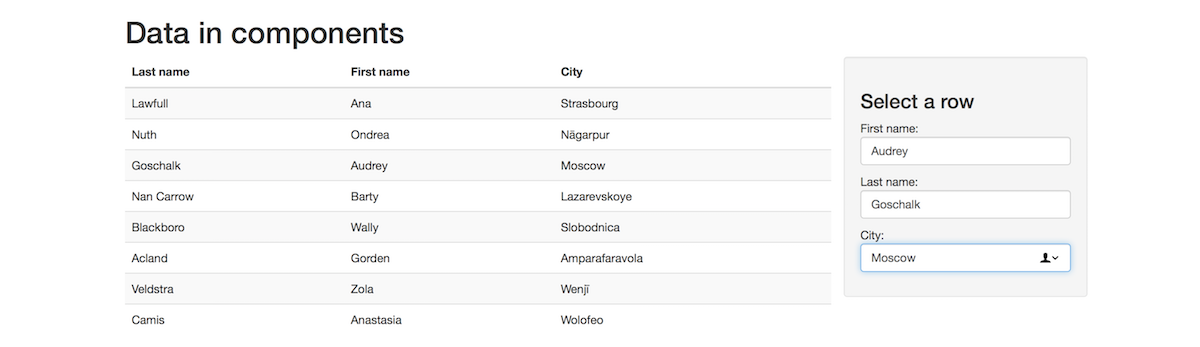 Data in components
Last name First name City
Lawfull Ana Strasbourg
Nuth Ondrea Nāgarpur
Goschalk Audrey Moscow
Nan Carrow Barty Lazarevskoye
Blackboro Wally Slobodnica
Acland Gorden Amparafaravola
Veldstra Zola Wenjī
Camis Anastasia Wolofeo
Select a row
First name:
Audrey
Last name:
Goschalk
City:
Moscow